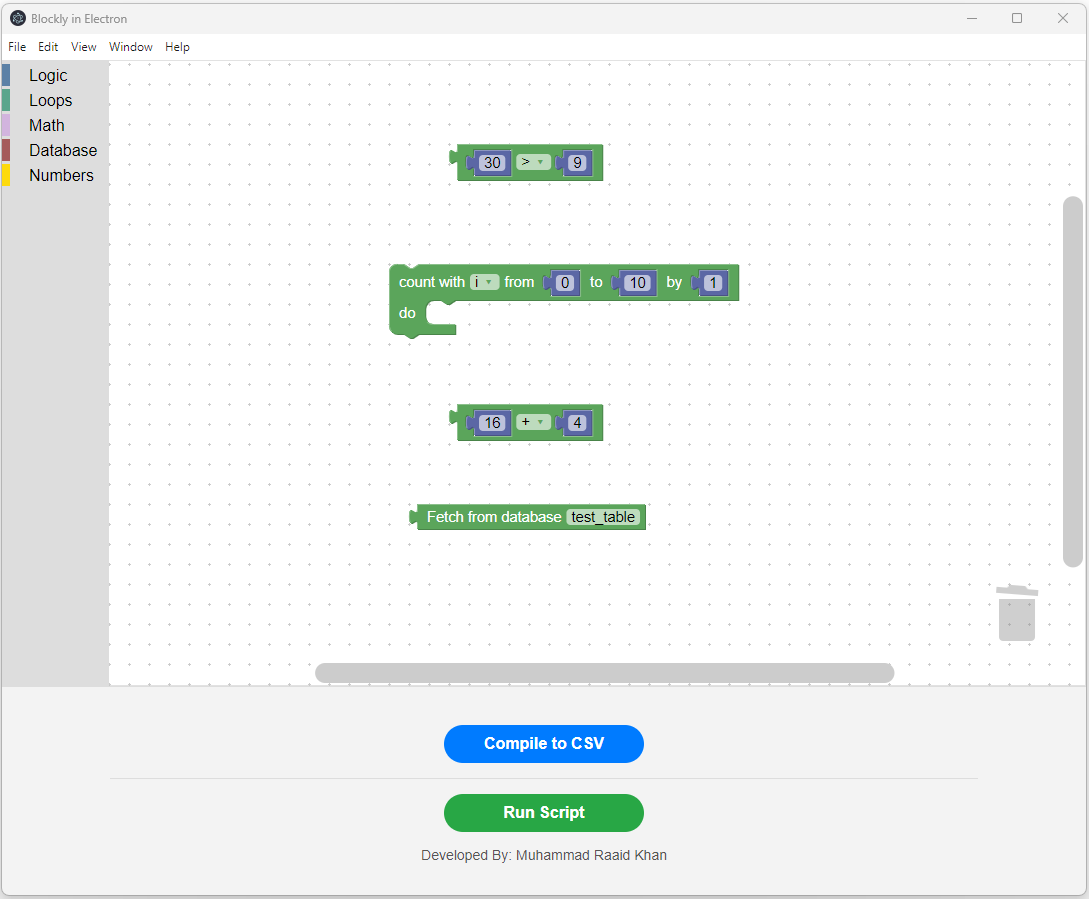 Blockly in Electron
File Edit View Window Help
Logic
Loops
Math
Database
Numbers
30 > 9
count with i from 0 to 10 by 1
do
16 + 4
Fetch from database test_table
Compile to CSV
Run Script
Developed By: Muhammad Raaid Khan